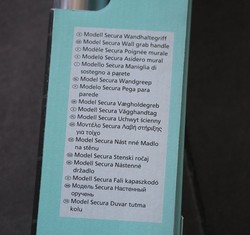 Modell Secura Wandhaltegriff
Model Secura Wall grab handle
Modèle Secura Poignée murale
Modelo Secura Asidero mural
Modello Secura Maniglia di
sostegno a parete
Model Secura Wandgreep
Modelo Secura Pega para
parede
Model Secura Vægholdegreb
Modell Secura Vägghandtag
Model Secura Uchwyt ścienny
Μοντέλο Secura Λαβή στήριξης
για τοίχο
Model Secura Nást nné Madlo
na stěnu
Model Secura Stenski ročaj
Model Secura Nástenné
držadlo
Modell Secura Fali kapaszkodó
Модель Secura Настенный
поручень
Model Secura Duvar tutma
kolu